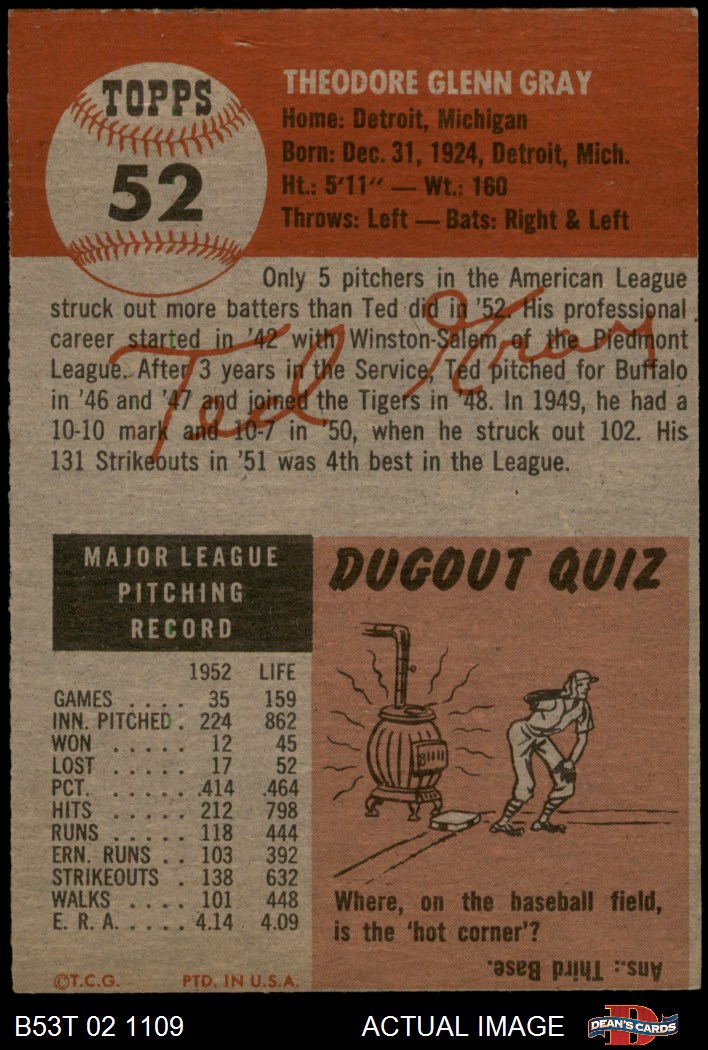 TOPPS
52
THEODORE GLENN GRAY
Home: Detroit, Michigan
Born: Dec. 31, 1924, Detroit, Mich.
Ht.: 5'11" — Wt.: 160
Throws: Left — Bats: Right & Left
Only 5 pitchers in the American League
struck out more batters than Ted did in '52. His professional
career started in '42 with Winston-Salem of the Piedmont
League. After 3 years in the Service, Ted pitched for Buffalo
in '46 and '47 and joined the Tigers in '48. In 1949, he had a
10-10 mark and 10-7 in '50, when he struck out 102. His
131 Strikeouts in '51 was 4th best in the League.
Ted Gray
MAJOR LEAGUE
PITCHING
RECORD
1952 LIFE
GAMES . . . . 35 159
INN. PITCHED . 224 862
WON . . . . . 12 45
LOST . . . . . 17 52
PCT. . . . . . .414 .464
HITS . . . . . 212 798
RUNS . . . . . 118 444
ERN. RUNS . . 103 392
STRIKEOUTS . 138 632
WALKS . . . . 101 448
E. R. A. . . . . 4.14 4.09
©T.C.G. PTD. IN U.S.A.
DUGOUT QUIZ
Where, on the baseball field,
is the 'hot corner'?
Ans.: Third Base.
B53T 02 1109 ACTUAL IMAGE
D
DEAN'S CARDS